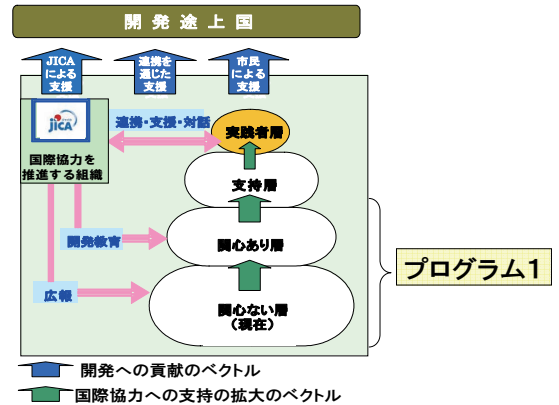 開発途上国
JICA
による
支援
連携を
通じた
支援
市民
による
支援
jICA
国際協力を
推進する組織
連携・支援・対話
実践者層
支持層
開発教育
関心あり層
プログラム1
広報
関心ない層
(現在)
開発への貢献のベクトル
国際協力への支持の拡大のベクトル